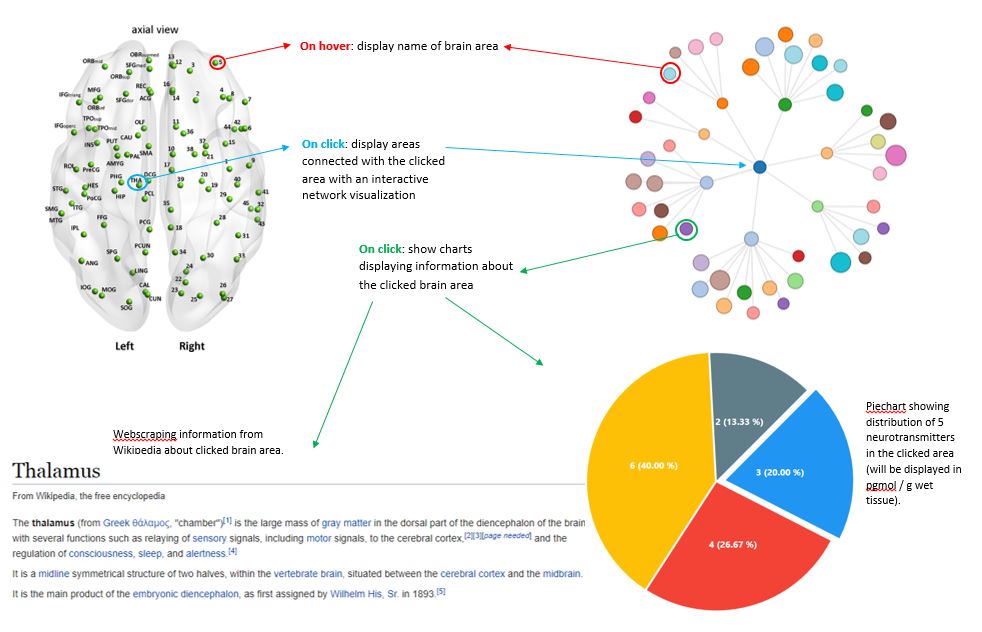 axial view
On hover: display name of brain area
On click: display areas
connected with the clicked
area with an interactive
network visualization
On click: show charts
displaying information about
the clicked brain area
ORBmid
ORBsupmed
SFGmed
ORBsup
IFGtriang
MFG
ORBinf
SFGdor
REC
ACG
TPOsup
IFGoperc
TPOmid
OLF
CAU
INS
PUT
PAL
SMA
AMYG
ROL
PreCG
PHG
THA
DCG
STG
HES
PoCG
HIP
PCL
SMG
ITG
MTG
FFG
PCG
IPL
PCUN
SPG
ANG
LING
IOG
MOG
CAL
CUN
SOG
13
12
3
5
16
14
2
4
8
7
11
36
44
42
6
10
38
37
21
15
17
1
9
39
20
19
40
29
41
35
45
32
43
18
28
31
34
30
33
24
22
23
25
26
27
Left Right
Webscraping information from
Wikipedia about clicked brain area.
Thalamus
From Wikipedia, the free encyclopedia
The thalamus (from Greek θάλαμος, "chamber")[1] is the large mass of gray matter in the dorsal part of the diencephalon of the brain
with several functions such as relaying of sensory signals, including motor signals, to the cerebral cortex,[2][3][page needed] and the
regulation of consciousness, sleep, and alertness.[4]
It is a midline symmetrical structure of two halves, within the vertebrate brain, situated between the cerebral cortex and the midbrain.
It is the main product of the embryonic diencephalon, as first assigned by Wilhelm His, Sr. in 1893.[5]
2 (13.33 %)
6 (40.00 %)
3 (20.00 %)
4 (26.67 %)
Piechart showing
distribution of 5
neurotransmitters
in the clicked area
(will be displayed in
pgmol / g wet
tissue).